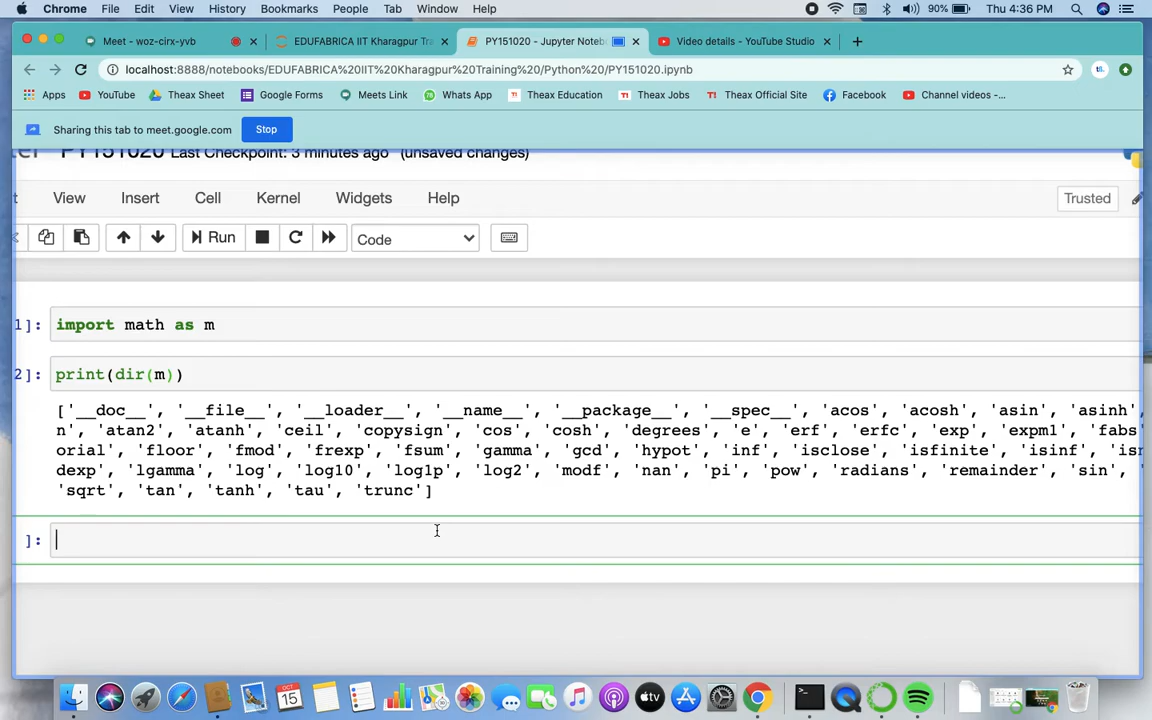 Chrome File Edit View History Bookmarks People Tab Window Help 90% Thu 4:36 PM
Meet - woz-cirx-yvb EDUFABRICA IIT Kharagpur Tra PY151020 - Jupyter Noteb Video details - YouTube Studio
localhost:8888/notebooks/EDUFABRICA%20IIT%20Kharagpur%20Training%20/Python%20/PY151020.ipynb
Apps YouTube Theax Sheet Google Forms Meets Link Whats App Theax Education Theax Jobs Theax Official Site Facebook Channel videos -...
Sharing this tab to meet.google.com Stop
er PY151020 Last Checkpoint: 3 minutes ago (unsaved changes)
t View Insert Cell Kernel Widgets Help Trusted
Run Code
1]: import math as m
2]: print(dir(m))
['__doc__', '__file__', '__loader__', '__name__', '__package__', '__spec__', 'acos', 'acosh', 'asin', 'asinh',
n', 'atan2', 'atanh', 'ceil', 'copysign', 'cos', 'cosh', 'degrees', 'e', 'erf', 'erfc', 'exp', 'expm1', 'fabs'
orial', 'floor', 'fmod', 'frexp', 'fsum', 'gamma', 'gcd', 'hypot', 'inf', 'isclose', 'isfinite', 'isinf', 'isn
dexp', 'lgamma', 'log', 'log10', 'log1p', 'log2', 'modf', 'nan', 'pi', 'pow', 'radians', 'remainder', 'sin', '
'sqrt', 'tan', 'tanh', 'tau', 'trunc']
]:
OCT
15
tv